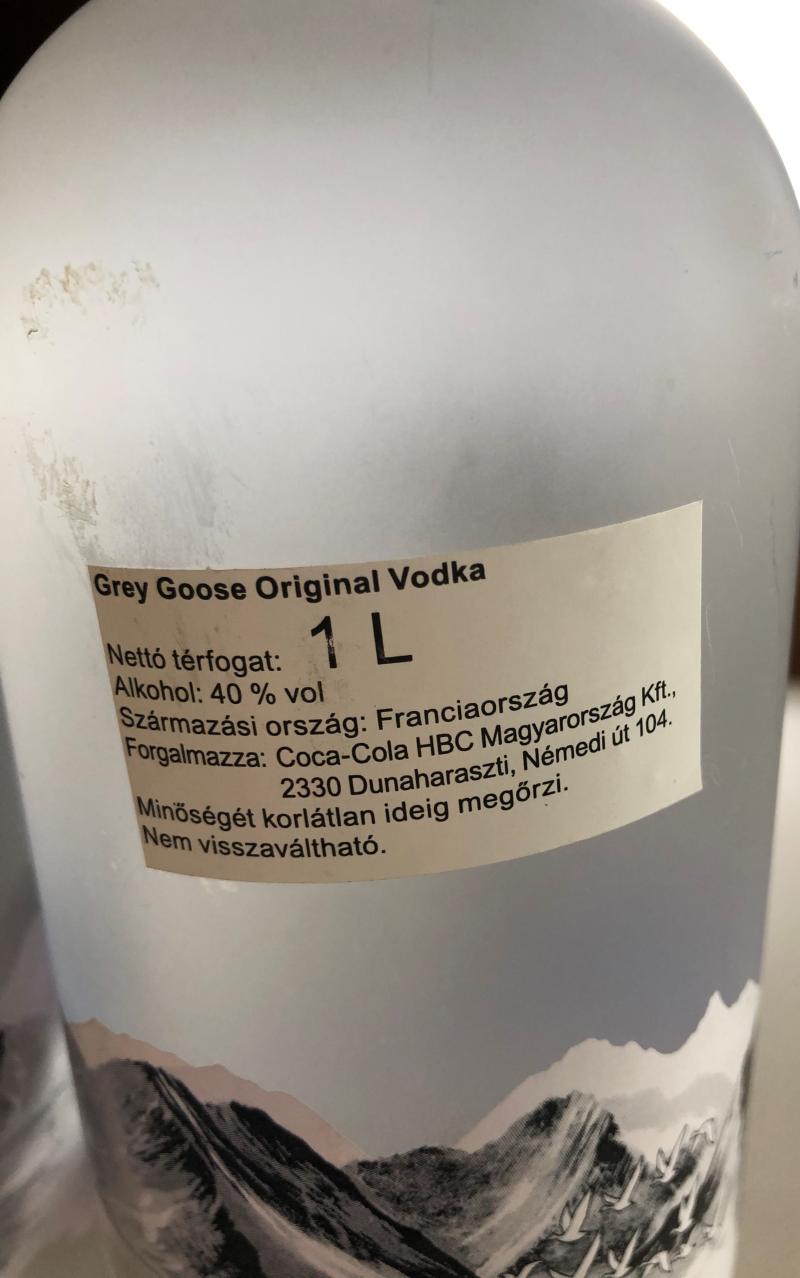 Grey Goose Original Vodka
Nettó térfogat: 1 L
Alkohol: 40 % vol
Származási ország: Franciaország
Forgalmazza: Coca-Cola HBC Magyarország Kft.,
2330 Dunaharaszti, Némedi út 104.
Minőségét korlátlan ideig megőrzi.
Nem visszaváltható.